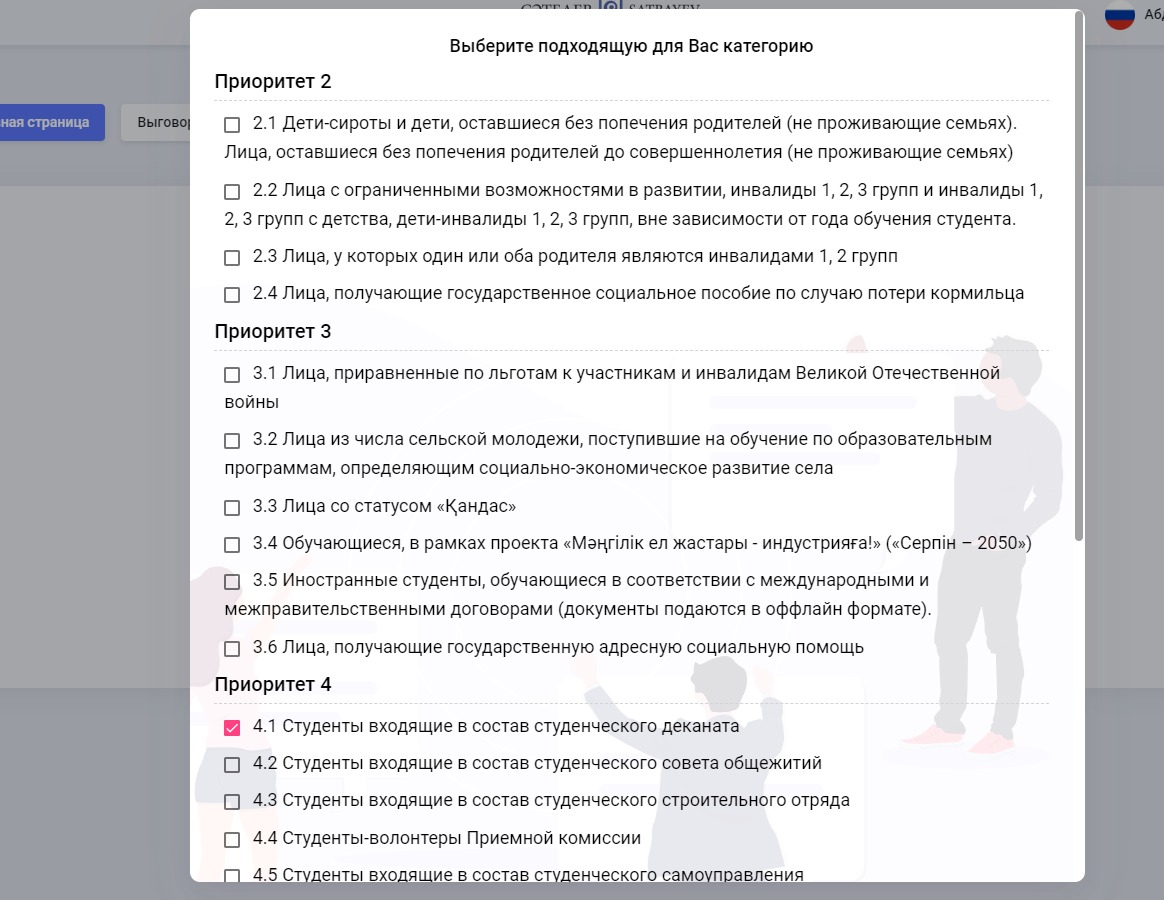 SATBAYEV
Выберите подходящую для Вас категорию
Приоритет 2
ная страница
Выговор
2.1 Дети-сироты и дети, оставшиеся без попечения родителей (не проживающие семьях).
Лица, оставшиеся без попечения родителей до совершеннолетия (не проживающие семьях)
2.2 Лица с ограниченными возможностями в развитии, инвалиды 1, 2, 3 групп и инвалиды 1,
2, 3 групп с детства, дети-инвалиды 1, 2, 3 групп, вне зависимости от года обучения студента.
2.3 Лица, у которых один или оба родителя являются инвалидами 1, 2 групп
2.4 Лица, получающие государственное социальное пособие по случаю потери кормильца
Приоритет 3
3.1 Лица, приравненные по льготам к участникам и инвалидам Великой Отечественной
войны
3.2 Лица из числа сельской молодежи, поступившие на обучение по образовательным
программам, определяющим социально-экономическое развитие села
3.3 Лица со статусом «Қандас»
3.4 Обучающиеся, в рамках проекта «Мәңгілік ел жастары - индустрияға!» («Серпін – 2050»)
3.5 Иностранные студенты, обучающиеся в соответствии с международными и
межправительственными договорами (документы подаются в оффлайн формате).
3.6 Лица, получающие государственную адресную социальную помощь
Приоритет 4
4.1 Студенты входящие в состав студенческого деканата
4.2 Студенты входящие в состав студенческого совета общежитий
4.3 Студенты входящие в состав студенческого строительного отряда
4.4 Студенты-волонтеры Приемной комиссии
4.5 Студенты входящие в состав студенческого самоуправления